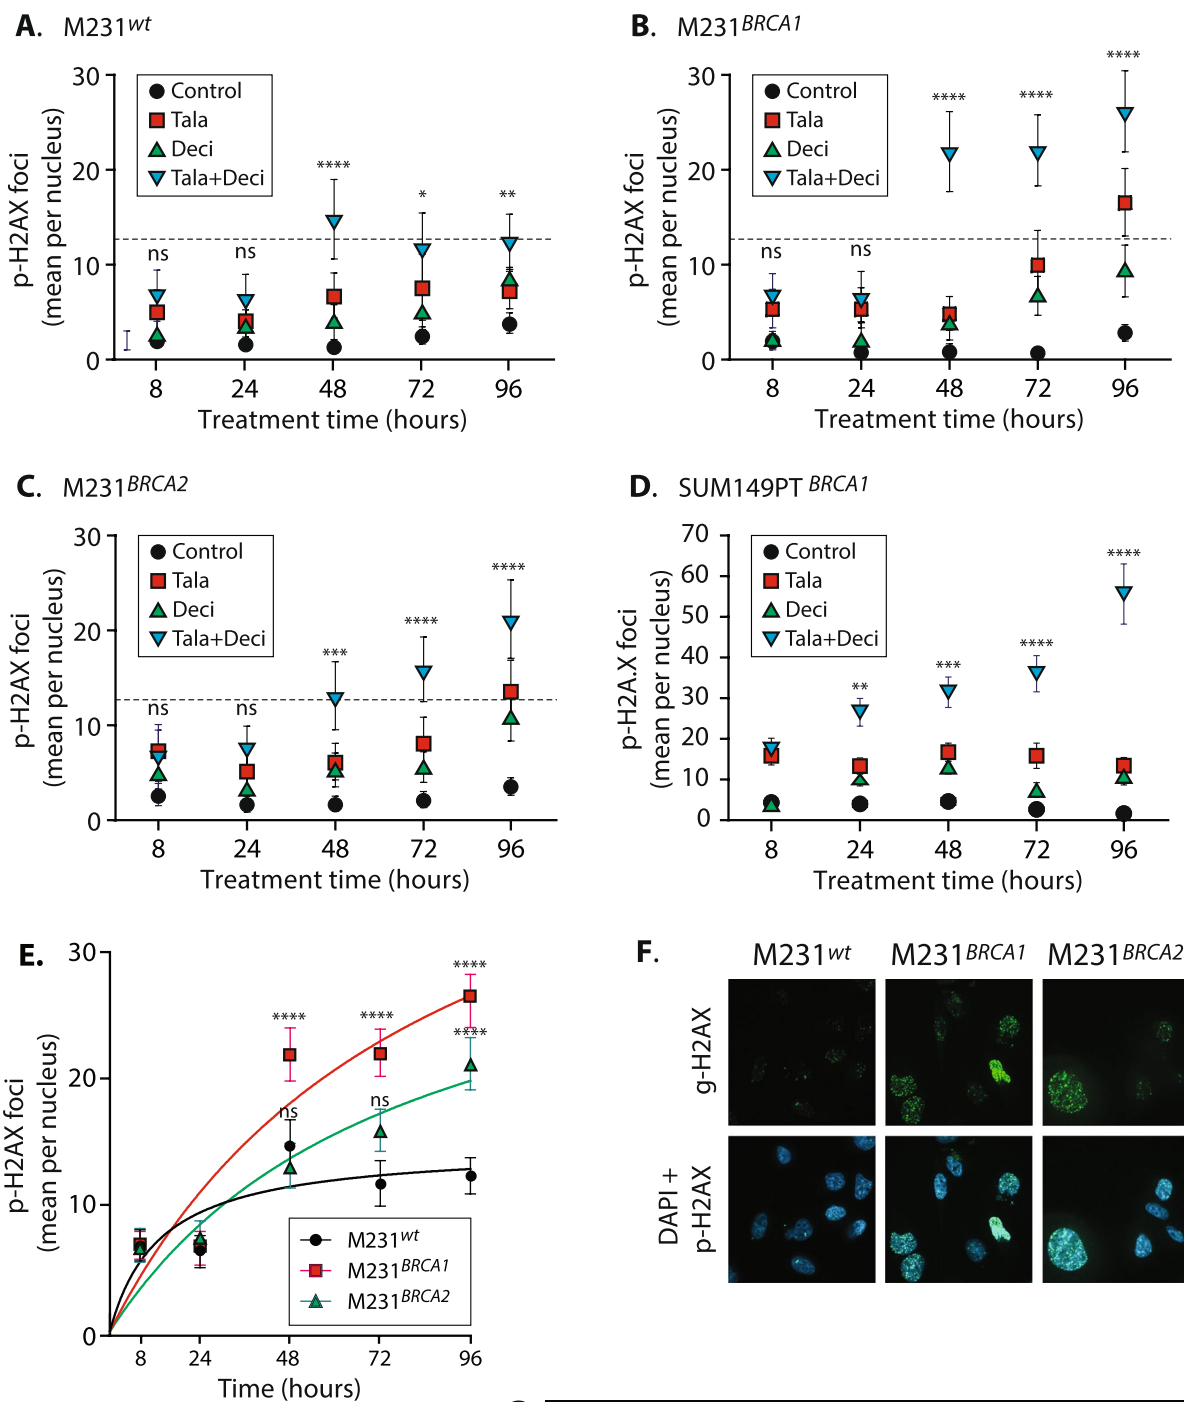 A. M231wt
30
20
10
0
p-H2AX foci
(mean per nucleus)
Control
Tala
Deci
Tala+Deci
ns
ns
****
*
**
8 24 48 72 96
Treatment time (hours)
B. M231BRCA1
30
20
10
0
p-H2AX foci
(mean per nucleus)
Control
Tala
Deci
Tala+Deci
ns
ns
****
****
****
8 24 48 72 96
Treatment time (hours)
C. M231BRCA2
30
20
10
0
p-H2AX foci
(mean per nucleus)
Control
Tala
Deci
Tala+Deci
ns
ns
***
****
****
8 24 48 72 96
Treatment time (hours)
D. SUM149PT BRCA1
70
60
50
40
30
20
10
0
p-H2A.X foci
(mean per nucleus)
Control
Tala
Deci
Tala+Deci
**
***
****
****
8 24 48 72 96
Treatment time (hours)
E.
30
20
10
0
p-H2AX foci
(mean per nucleus)
****
ns
****
ns
****
****
M231wt
M231BRCA1
M231BRCA2
8 24 48 72 96
Time (hours)
F. M231wt M231BRCA1 M231BRCA2
g-H2AX
DAPI +
p-H2AX